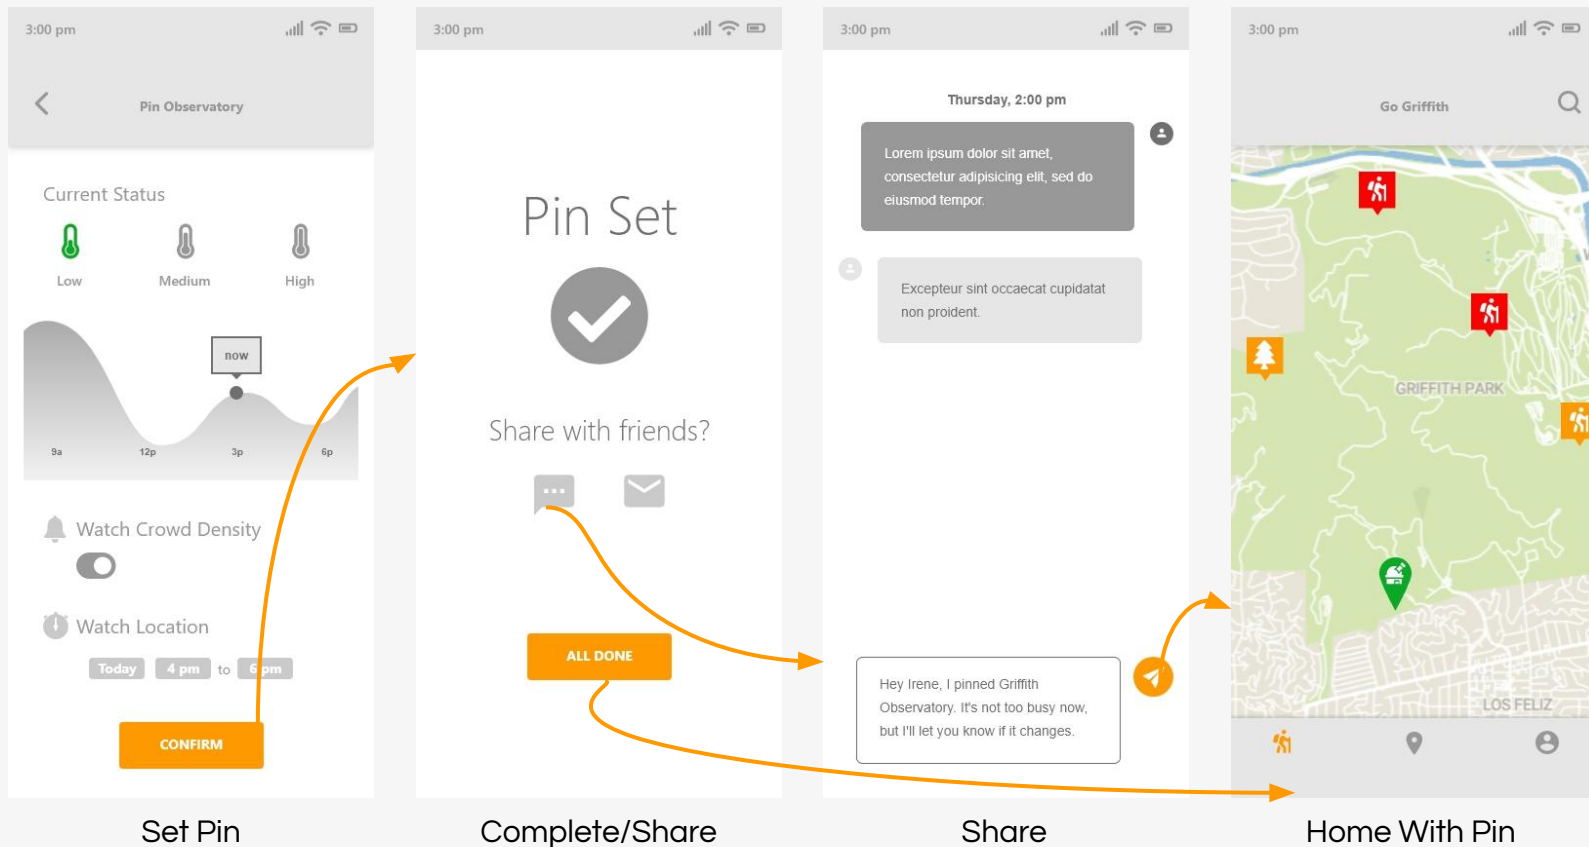 3:00 pm
Pin Observatory
Current Status
Low
Medium
High
now
9a
12p
3p
6p
Watch Crowd Density
Watch Location
Today 4 pm to 6 pm
CONFIRM
Set Pin
3:00 pm
Pin Set
Share with friends?
ALL DONE
Complete/Share
3:00 pm
Thursday, 2:00 pm
Lorem ipsum dolor sit amet,
consectetur adipisicing elit, sed do
eiusmod tempor.
Excepteur sint occaecat cupidatat
non proident.
Hey Irene, I pinned Griffith
Observatory. It's not too busy now,
but I'll let you know if it changes.
Share
3:00 pm
Go Griffith
GRIFFITH PARK
LOS FELIZ
Home With Pin